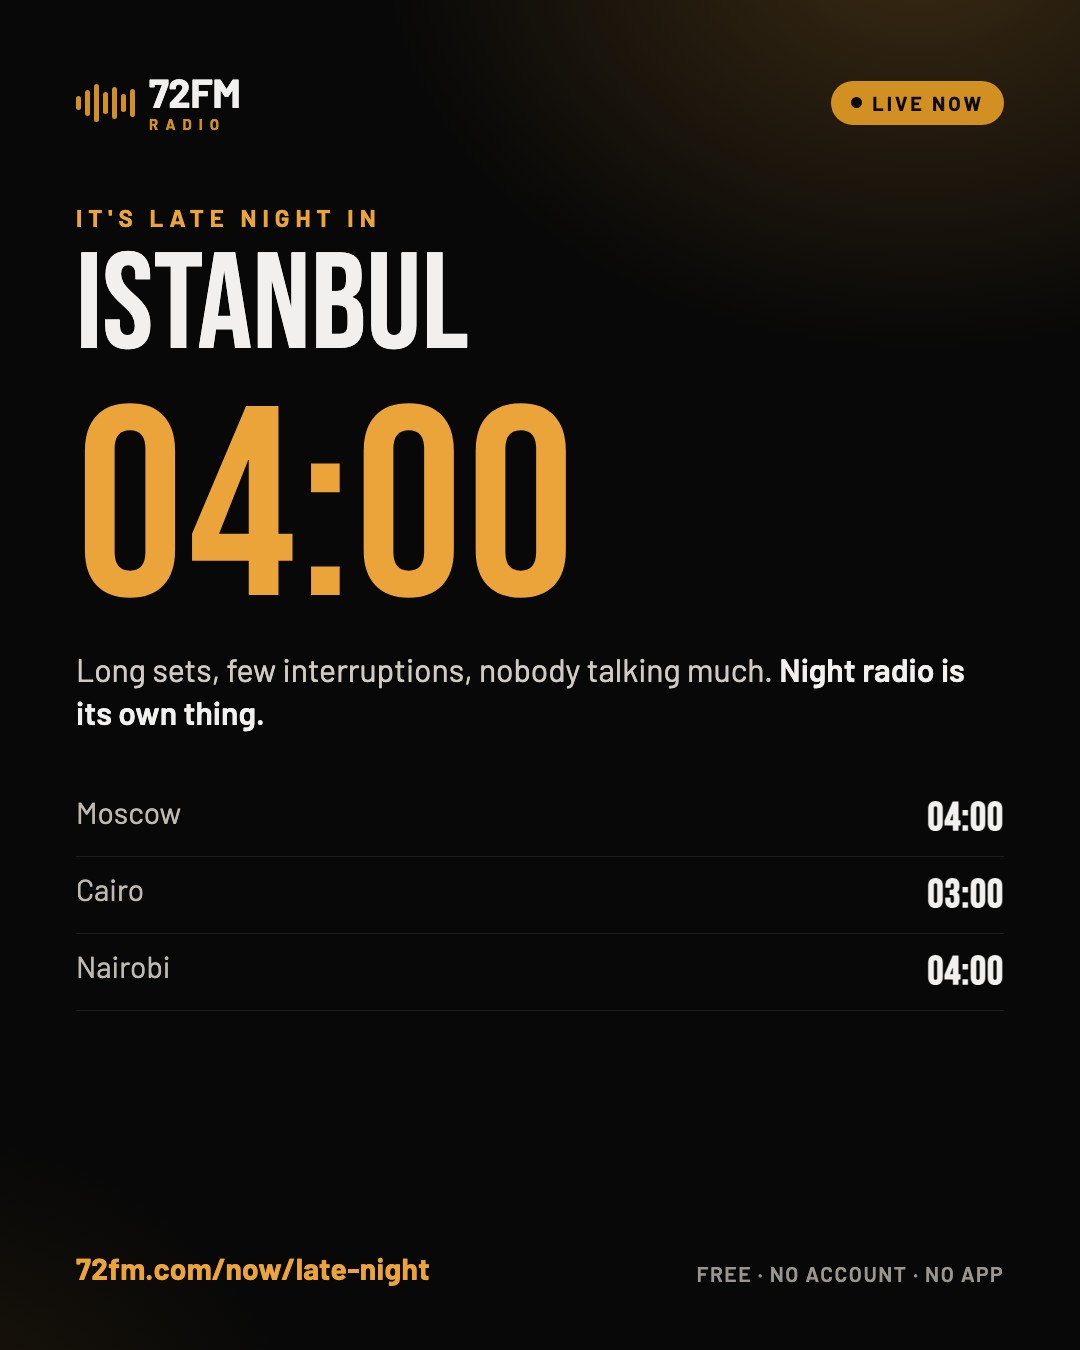 72FM
RADIO
LIVE NOW
IT'S LATE NIGHT IN
ISTANBUL
04:00
Long sets, few interruptions, nobody talking much. Night radio is
its own thing.
Moscow 04:00
Cairo 03:00
Nairobi 04:00
72fm.com/now/late-night
FREE · NO ACCOUNT · NO APP